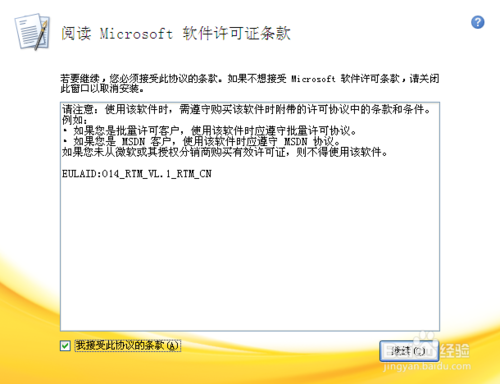 阅读 Microsoft 软件许可证条款
若要继续，您必须接受此协议的条款。如果不想接受 Microsoft 软件许可条款，请关闭
此窗口以取消安装。
请注意：使用该软件时，需遵守购买该软件时附带的许可协议中的条款和条件。
例如：
• 如果您是批量许可客户，使用该软件时应遵守批量许可协议。
• 如果您是 MSDN 客户，使用该软件时应遵守 MSDN 协议。
如果您未从微软或其授权分销商购买有效许可证，则不得使用该软件。
EULAID:O14_RTM_VL.1_RTM_CN
我接受此协议的条款(A)
继续(C)
经验
jingyan.baidu.com